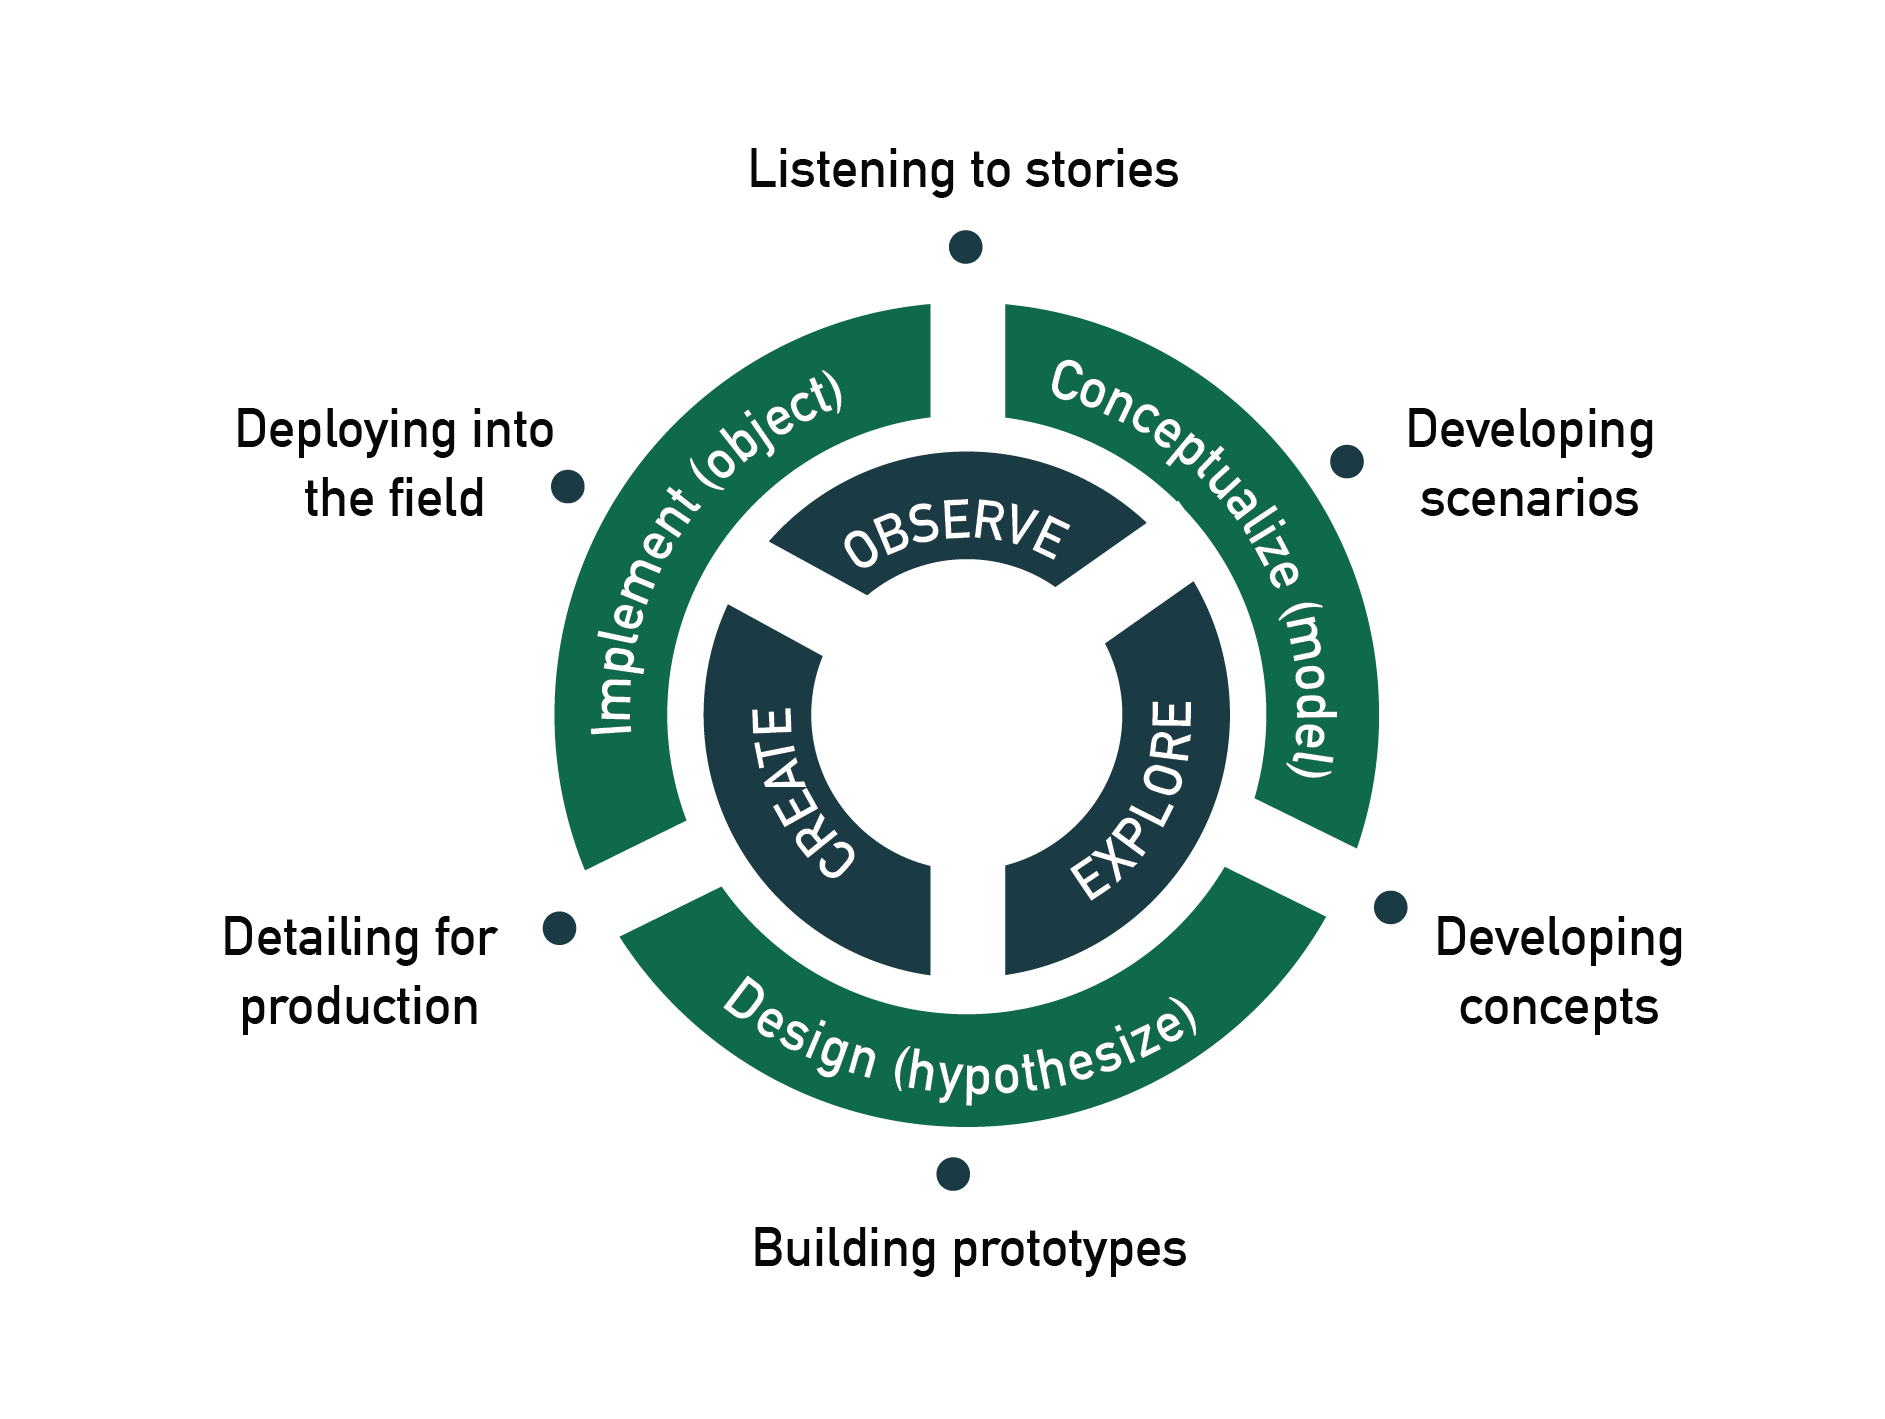 Listening to stories
Developing
scenarios
Developing
concepts
Building prototypes
Detailing for
production
Deploying into
the field
Implement (object)
Conceptualize (model)
Design (hypothesize)
OBSERVE
EXPLORE
CREATE